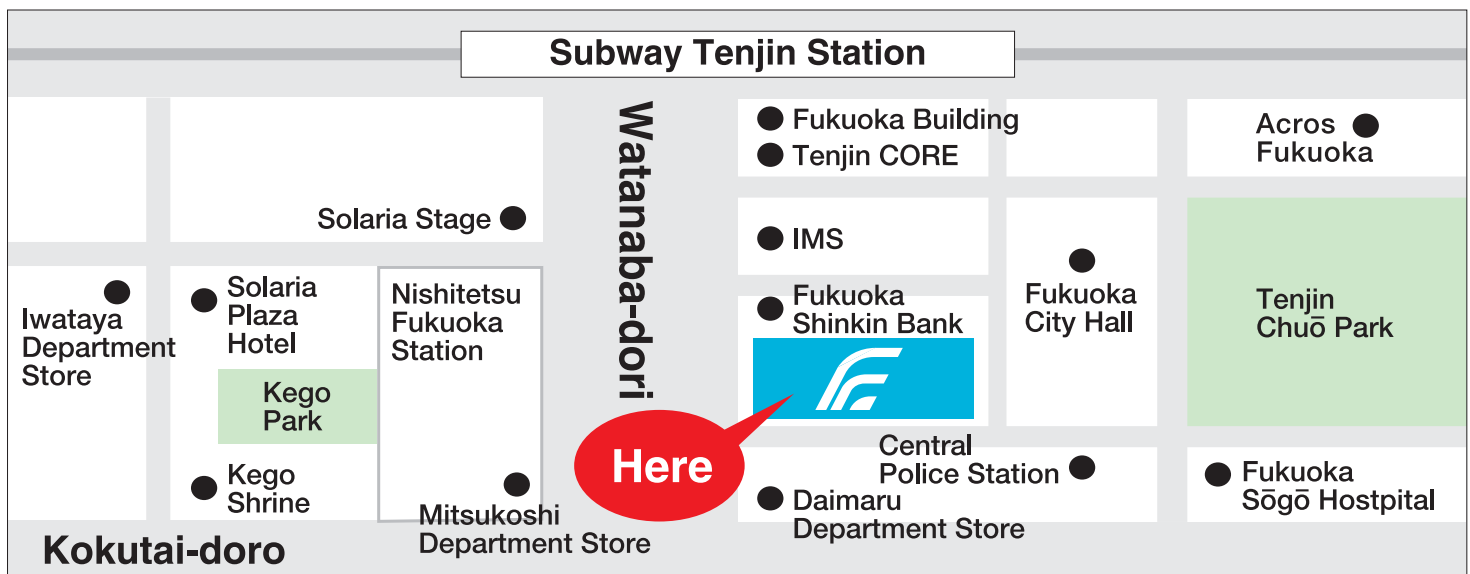 Subway Tenjin Station
Watanaba-dori
Fukuoka Building
Tenjin CORE
Acros
Fukuoka
Solaria Stage
IMS
Iwataya
Department
Store
Solaria
Plaza
Hotel
Nishitetsu
Fukuoka
Station
Fukuoka
Shinkin Bank
Fukuoka
City Hall
Tenjin
Chuō Park
Kego
Park
Here
Kego
Shrine
Mitsukoshi
Department Store
Central
Police Station
Daimaru
Department Store
Fukuoka
Sōgō Hostpital
Kokutai-doro